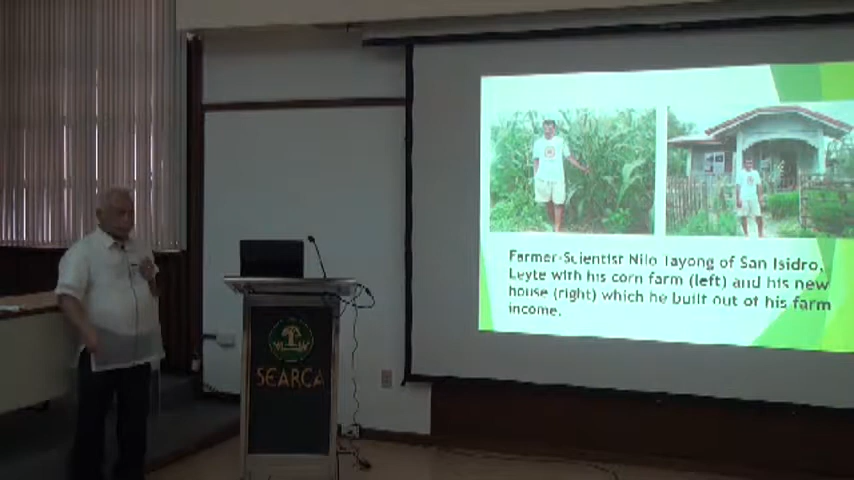 Farmer-Scientist Nilo Tayong of San Isidro,
Leyte with his corn farm (left) and his new
house (right) which he built out of his farm
income.
SEARCA